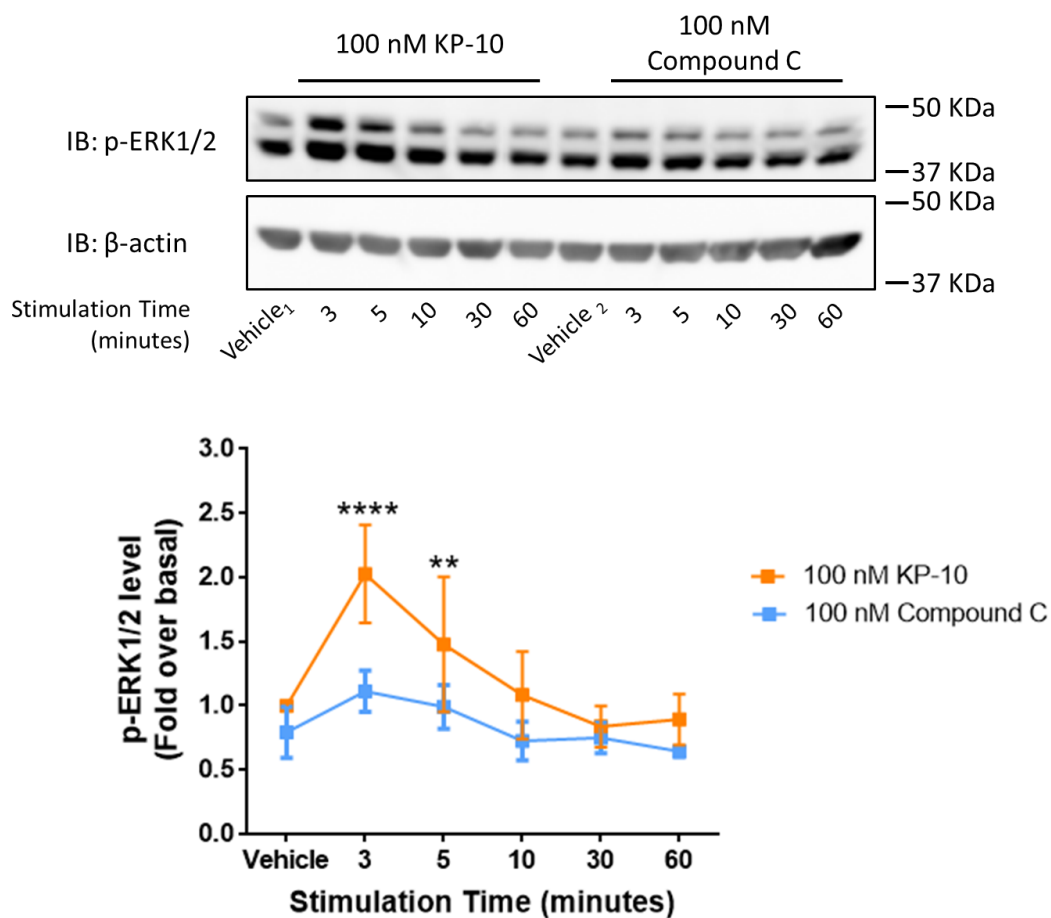 100 nM KP-10
100 nM
Compound C
IB: p-ERK1/2
50 KDa
37 KDa
IB: β-actin
50 KDa
37 KDa
Stimulation Time
(minutes)
Vehicle₁ 3 5 10 30 60 Vehicle ₂ 3 5 10 30 60
3.0
2.5
2.0
1.5
1.0
0.5
0.0
p-ERK1/2 level
(Fold over basal)
****
**
100 nM KP-10
100 nM Compound C
Vehicle 3 5 10 30 60
Stimulation Time (minutes)